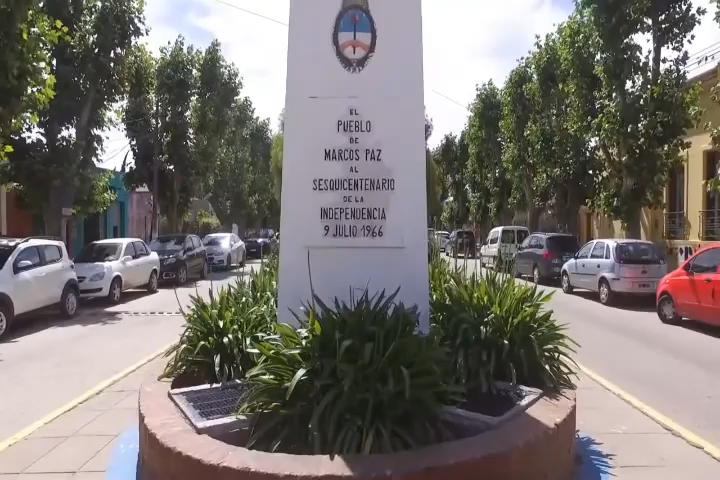 EL
PUEBLO
DE
MARCOS PAZ
AL
SESQUICENTENARIO
DE LA
INDEPENDENCIA
9 JULIO 1966